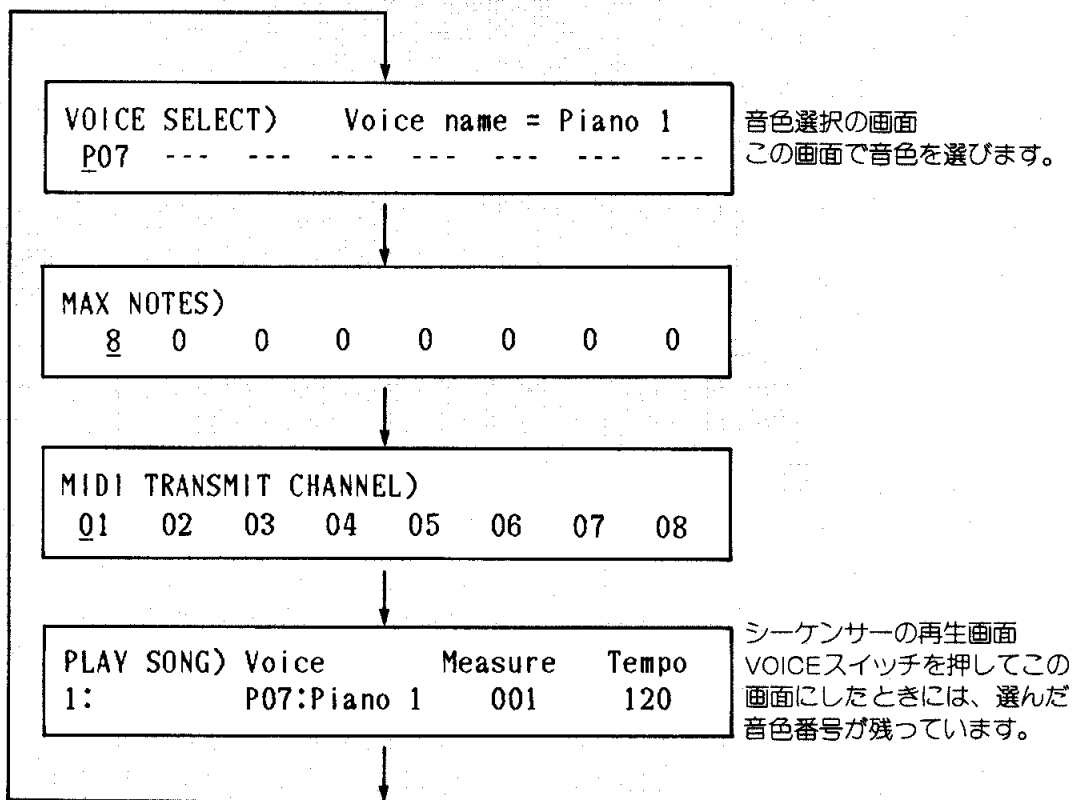 VOICE SELECT) Voice name = Piano 1
P07 --- --- --- --- --- --- ---
音色選択の画面
この画面で音色を選びます。
MAX NOTES)
8 0 0 0 0 0 0 0
MIDI TRANSMIT CHANNEL)
01 02 03 04 05 06 07 08
PLAY SONG) Voice Measure Tempo
1: P07:Piano 1 001 120
シーケンサーの再生画面
VOICEスイッチを押してこの
画面にしたときには、選んだ
音色番号が残っています。